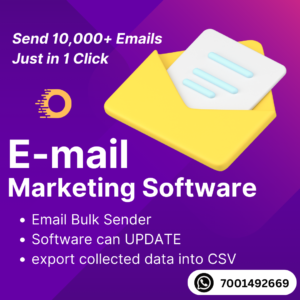 Send 10,000+ Emails
Just in 1 Click
E-mail
Marketing Software
• Email Bulk Sender
• Software can UPDATE
• export collected data into CSV
7001492669